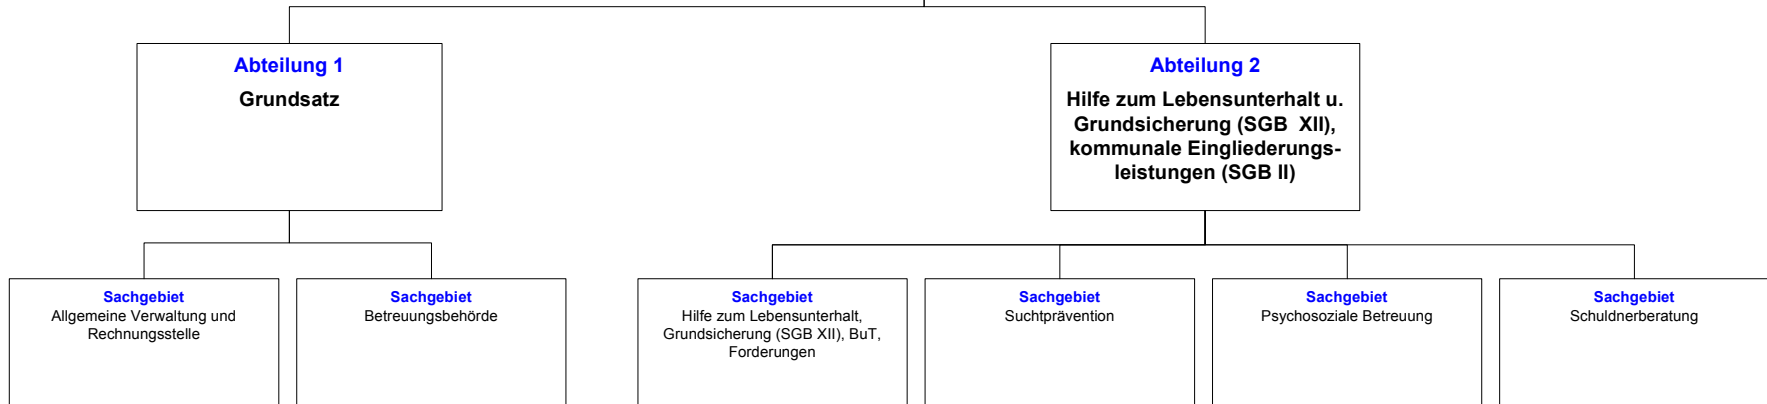 Abteilung 1
Grundsatz
Abteilung 2
Hilfe zum Lebensunterhalt u.
Grundsicherung (SGB XII),
kommunale Eingliederungs-
leistungen (SGB II)
Sachgebiet
Allgemeine Verwaltung und
Rechnungsstelle
Sachgebiet
Betreuungsbehörde
Sachgebiet
Hilfe zum Lebensunterhalt,
Grundsicherung (SGB XII), BuT,
Forderungen
Sachgebiet
Suchtprävention
Sachgebiet
Psychosoziale Betreuung
Sachgebiet
Schuldnerberatung